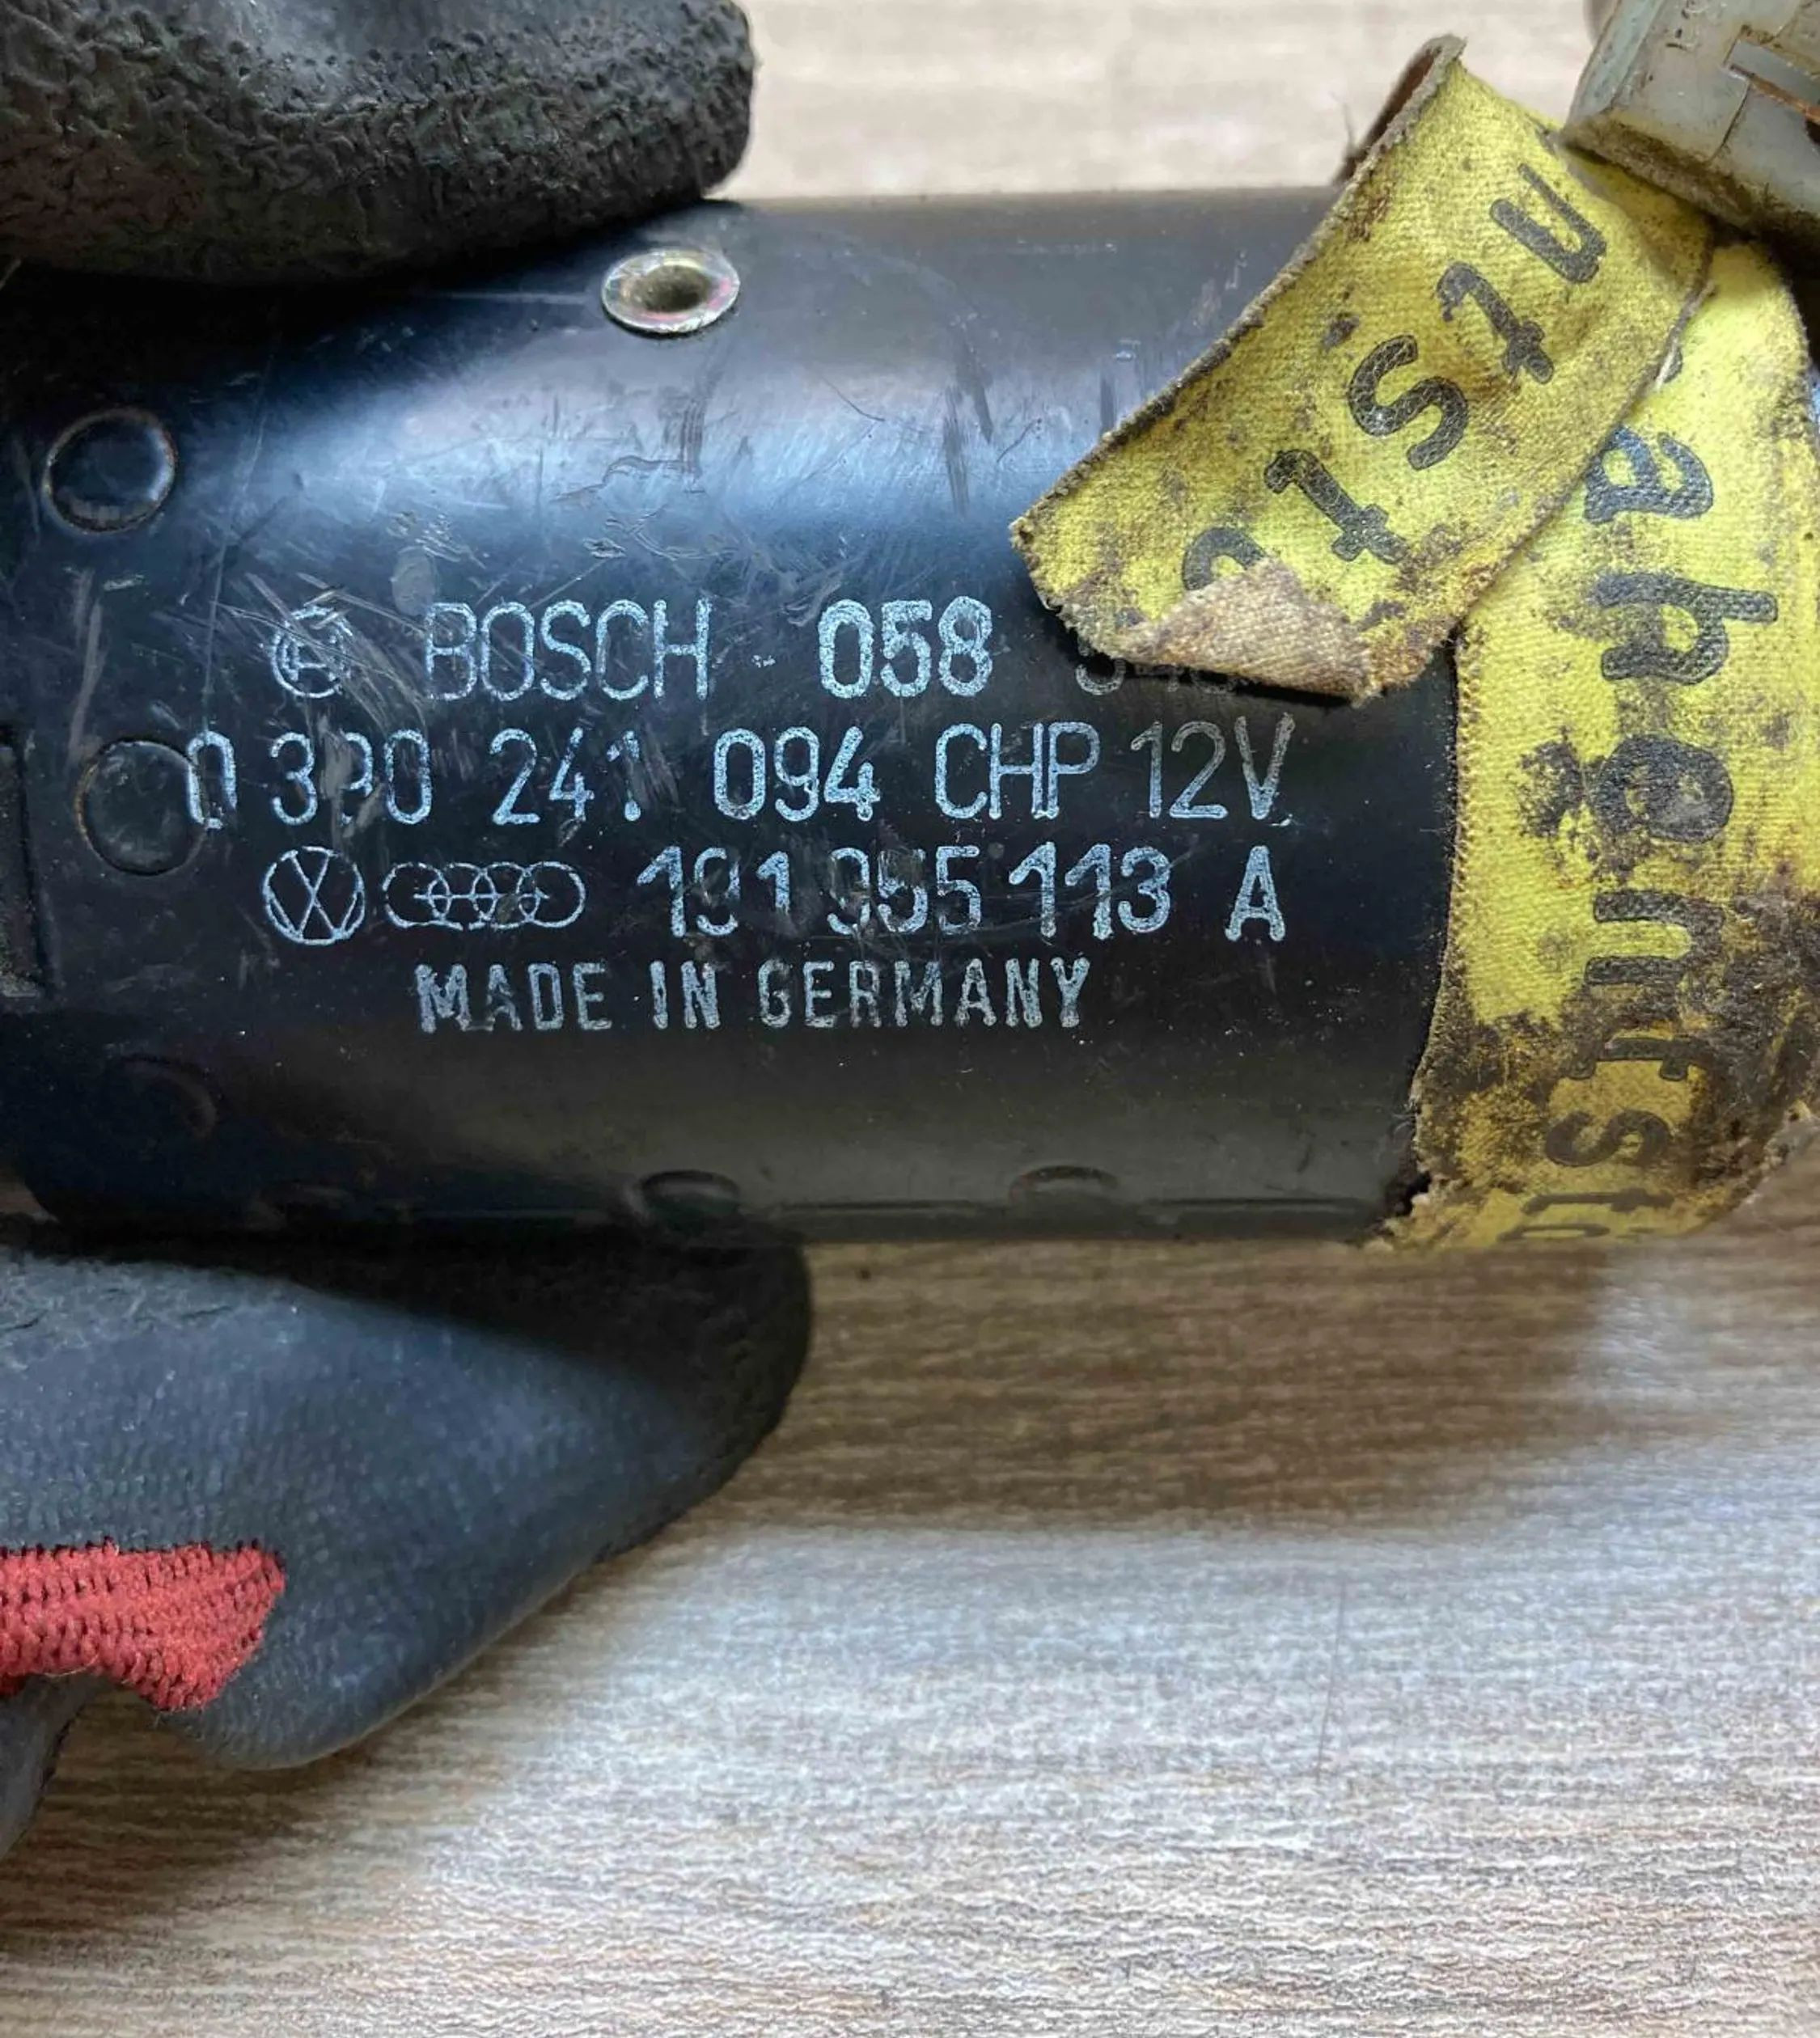 BOSCH 058
0 390 241 094 CHP 12V
191 955 113 A
MADE IN GERMANY